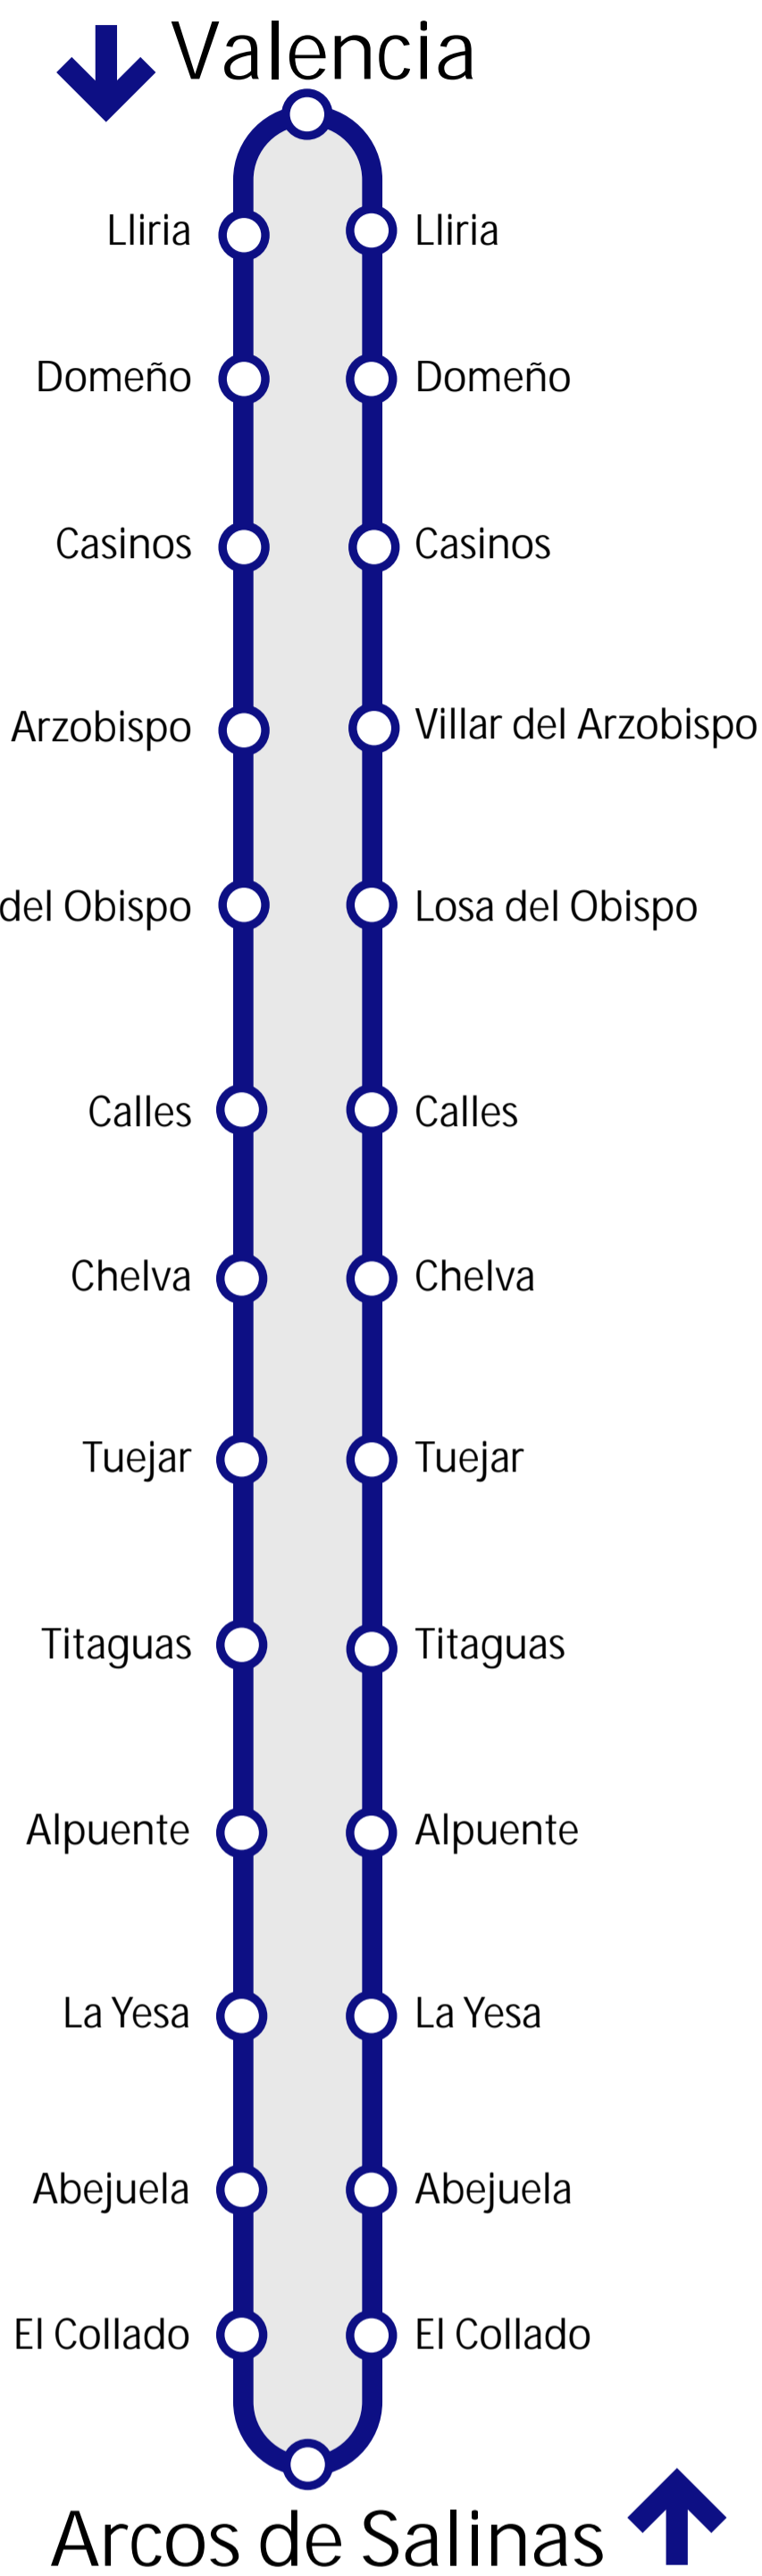 Valencia
Lliria
Lliria
Domeño
Domeño
Casinos
Casinos
Arzobispo
Villar del Arzobispo
del Obispo
Losa del Obispo
Calles
Calles
Chelva
Chelva
Tuejar
Tuejar
Titaguas
Titaguas
Alpuente
Alpuente
La Yesa
La Yesa
Abejuela
Abejuela
El Collado
El Collado
Arcos de Salinas